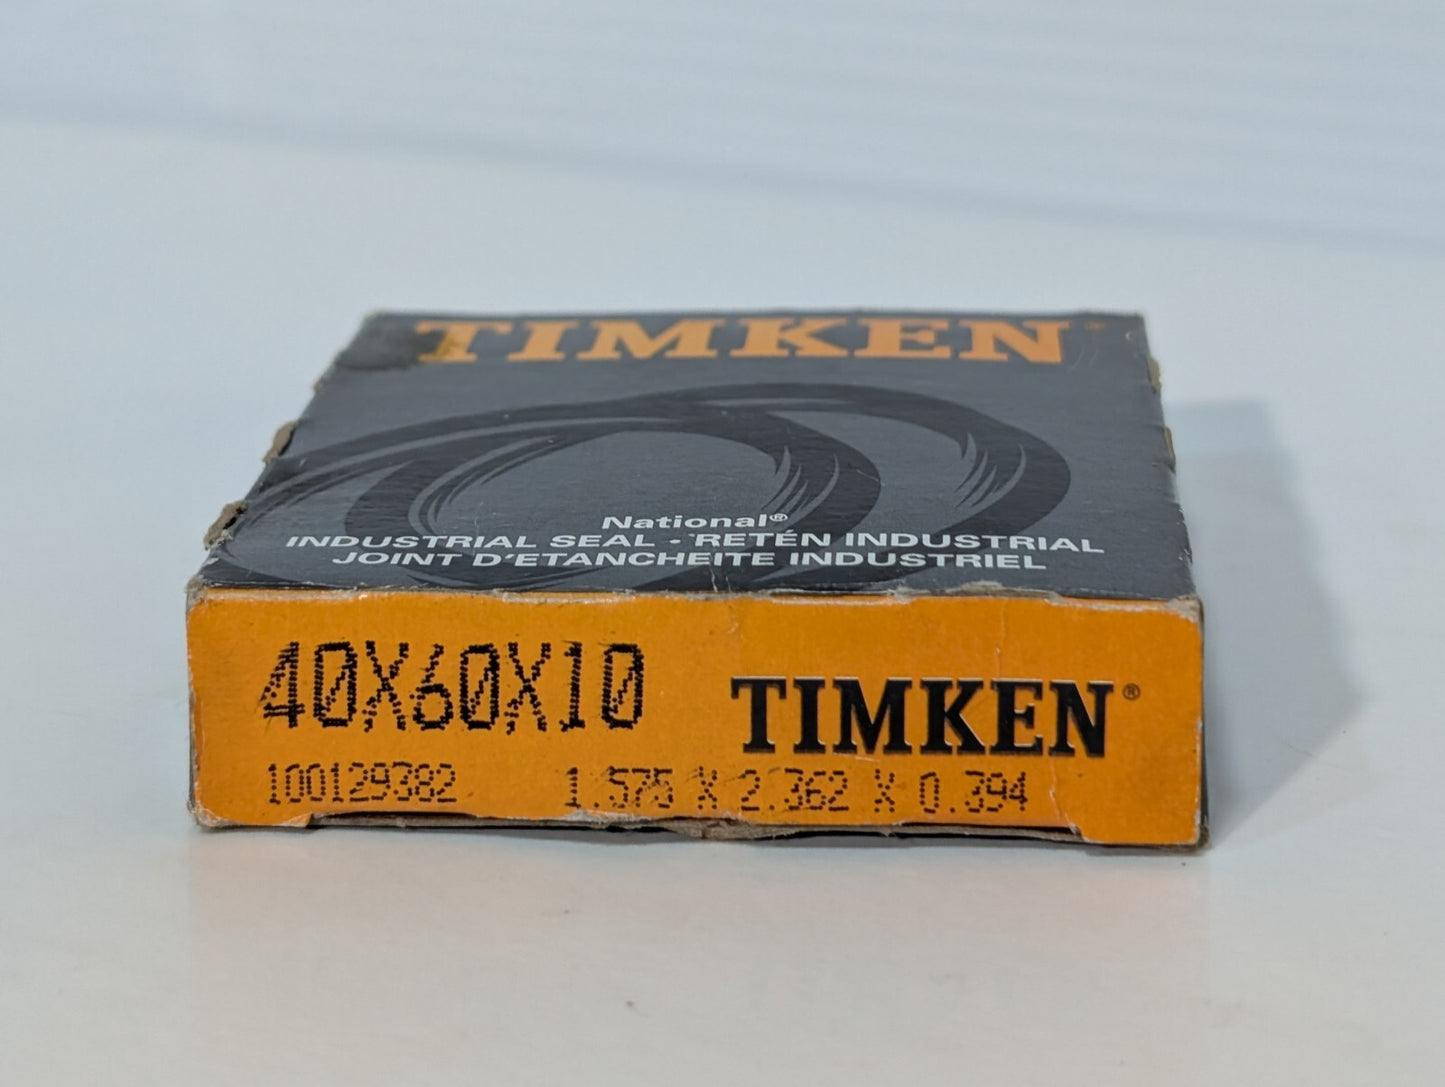 TIMKEN®
National®
INDUSTRIAL SEAL • RETÉN INDUSTRIAL
JOINT D'ETANCHEITE INDUSTRIEL
40X60X10
TIMKEN®
100129382 1.575 X 2.362 X 0.394